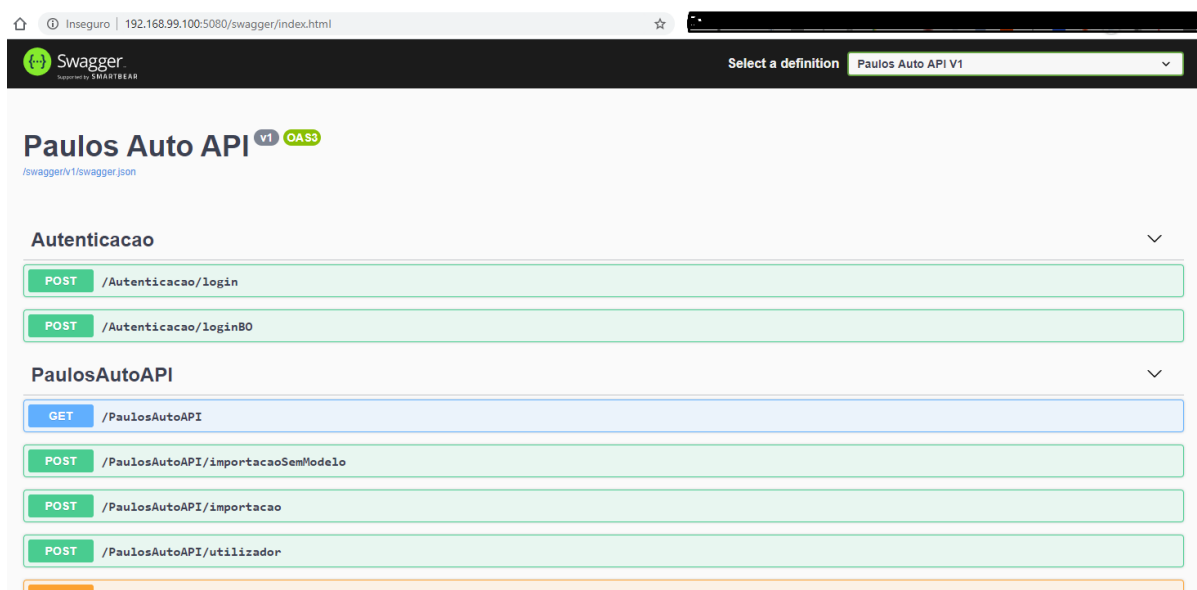 Inseguro | 192.168.99.100:5080/swagger/index.html
Swagger
Supported by SMARTBEAR
Select a definition
Paulos Auto API V1
Paulos Auto API v1 OAS3
/swagger/v1/swagger.json
Autenticacao
POST /Autenticacao/login
POST /Autenticacao/loginBO
PaulosAutoAPI
GET /PaulosAutoAPI
POST /PaulosAutoAPI/importacaoSemModelo
POST /PaulosAutoAPI/importacao
POST /PaulosAutoAPI/utilizador